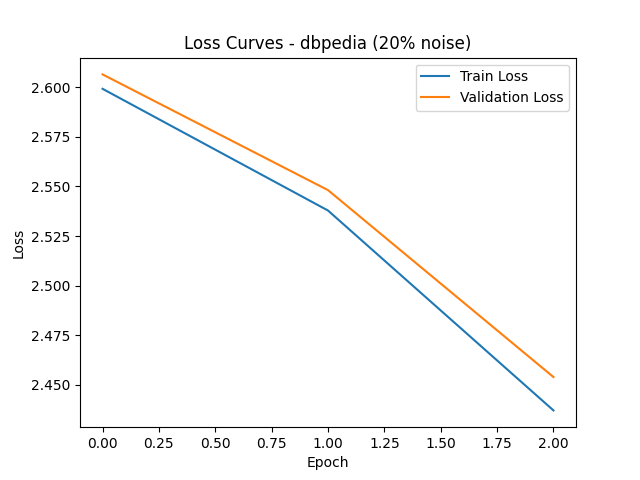 Loss Curves - dbpedia (20% noise)
Train Loss
Validation Loss
Loss
2.600
2.575
2.550
2.525
2.500
2.475
2.450
0.00 0.25 0.50 0.75 1.00 1.25 1.50 1.75 2.00
Epoch